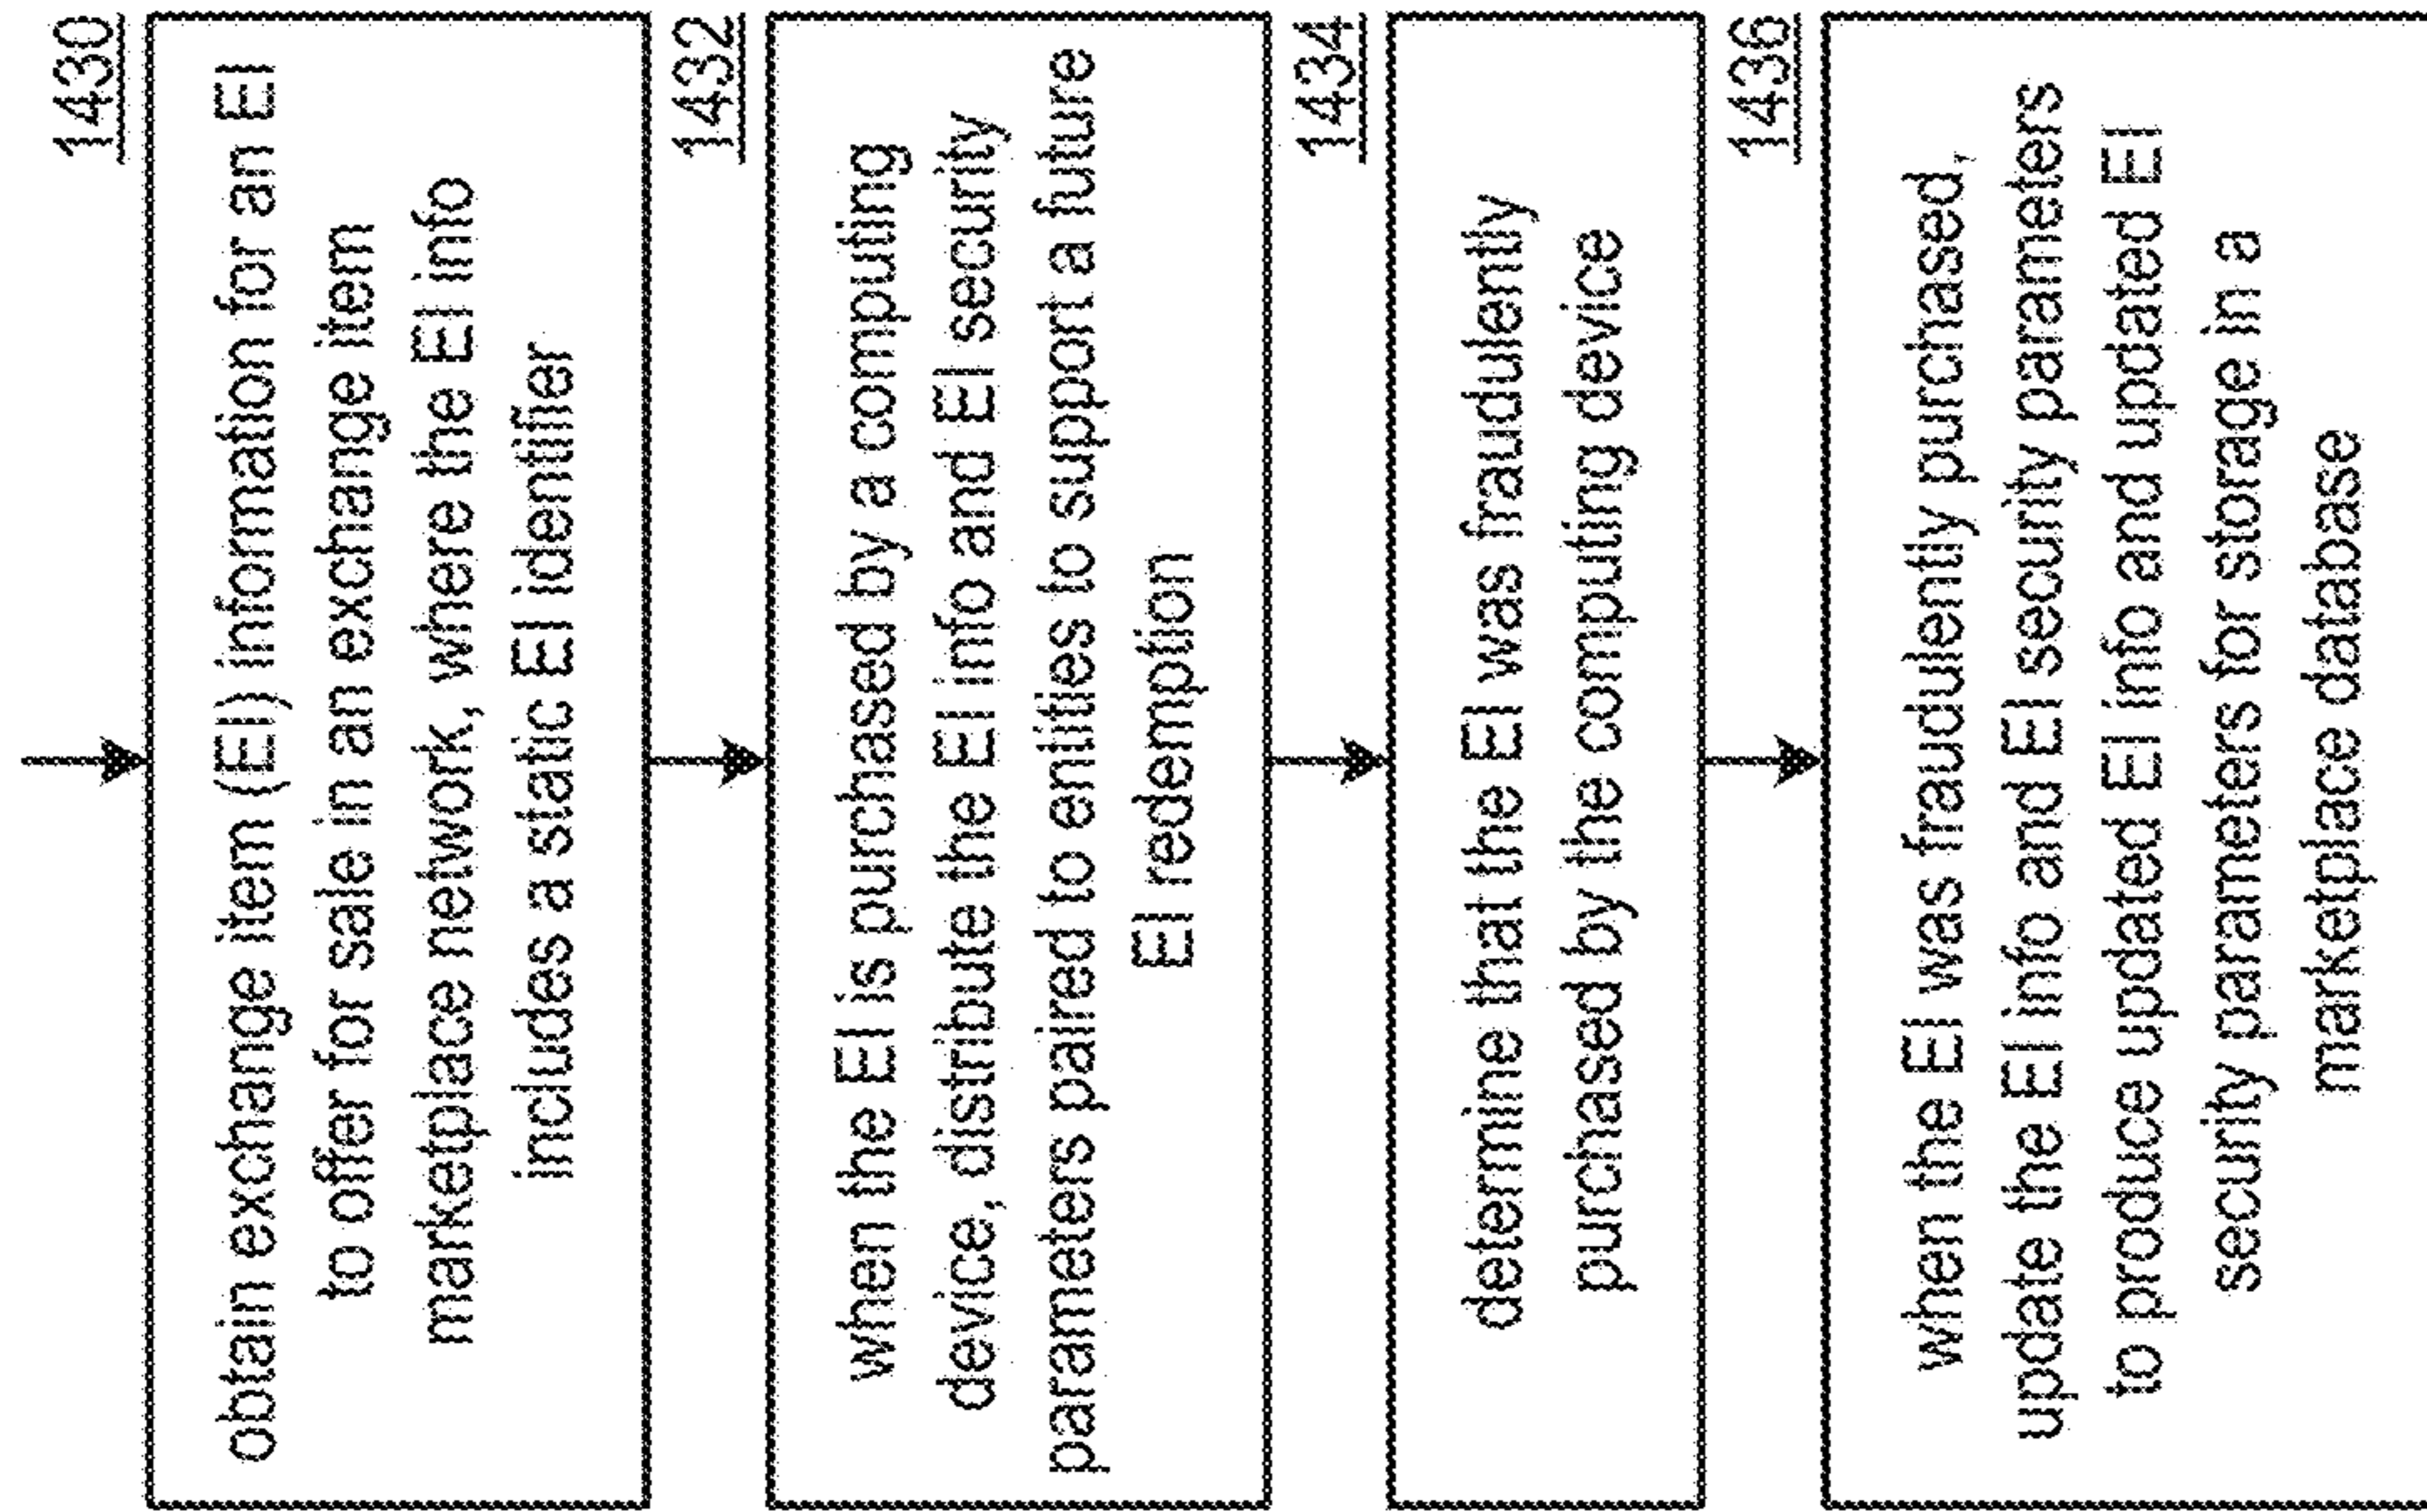 1430
obtain exchange item (EI) information for an EI
to offer for sale in an exchange item
marketplace network, where the EI info
includes a static EI identifier
1432
when the EI is purchased by a computing
device, distribute the EI info and EI security
parameters paired to entities to support a future
EI redemption
1434
determine that the EI was fraudulently
purchased by the computing device
1436
when the EI was fraudulently purchased,
update the EI info and EI security parameters
to produce updated EI info and updated EI
security parameters for storage in a
marketplace database